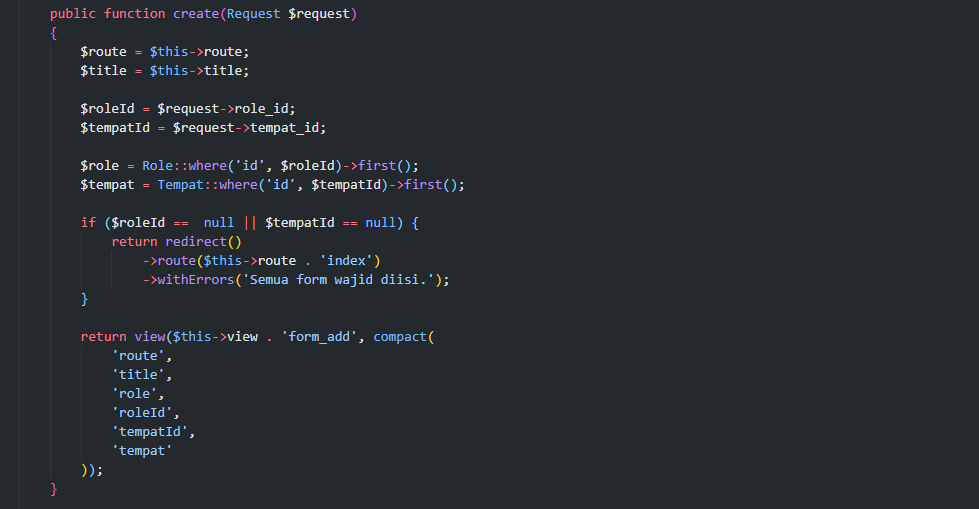 public function create(Request $request)
{
$route = $this->route;
$title = $this->title;
$roleId = $request->role_id;
$tempatId = $request->tempat_id;
$role = Role::where('id', $roleId)->first();
$tempat = Tempat::where('id', $tempatId)->first();
if ($roleId ==  null || $tempatId == null) {
return redirect()
->route($this->route . 'index')
->withErrors('Semua form wajid diisi.');
}
return view($this->view . 'form_add', compact(
'route',
'title',
'role',
'roleId',
'tempatId',
'tempat'
));
}